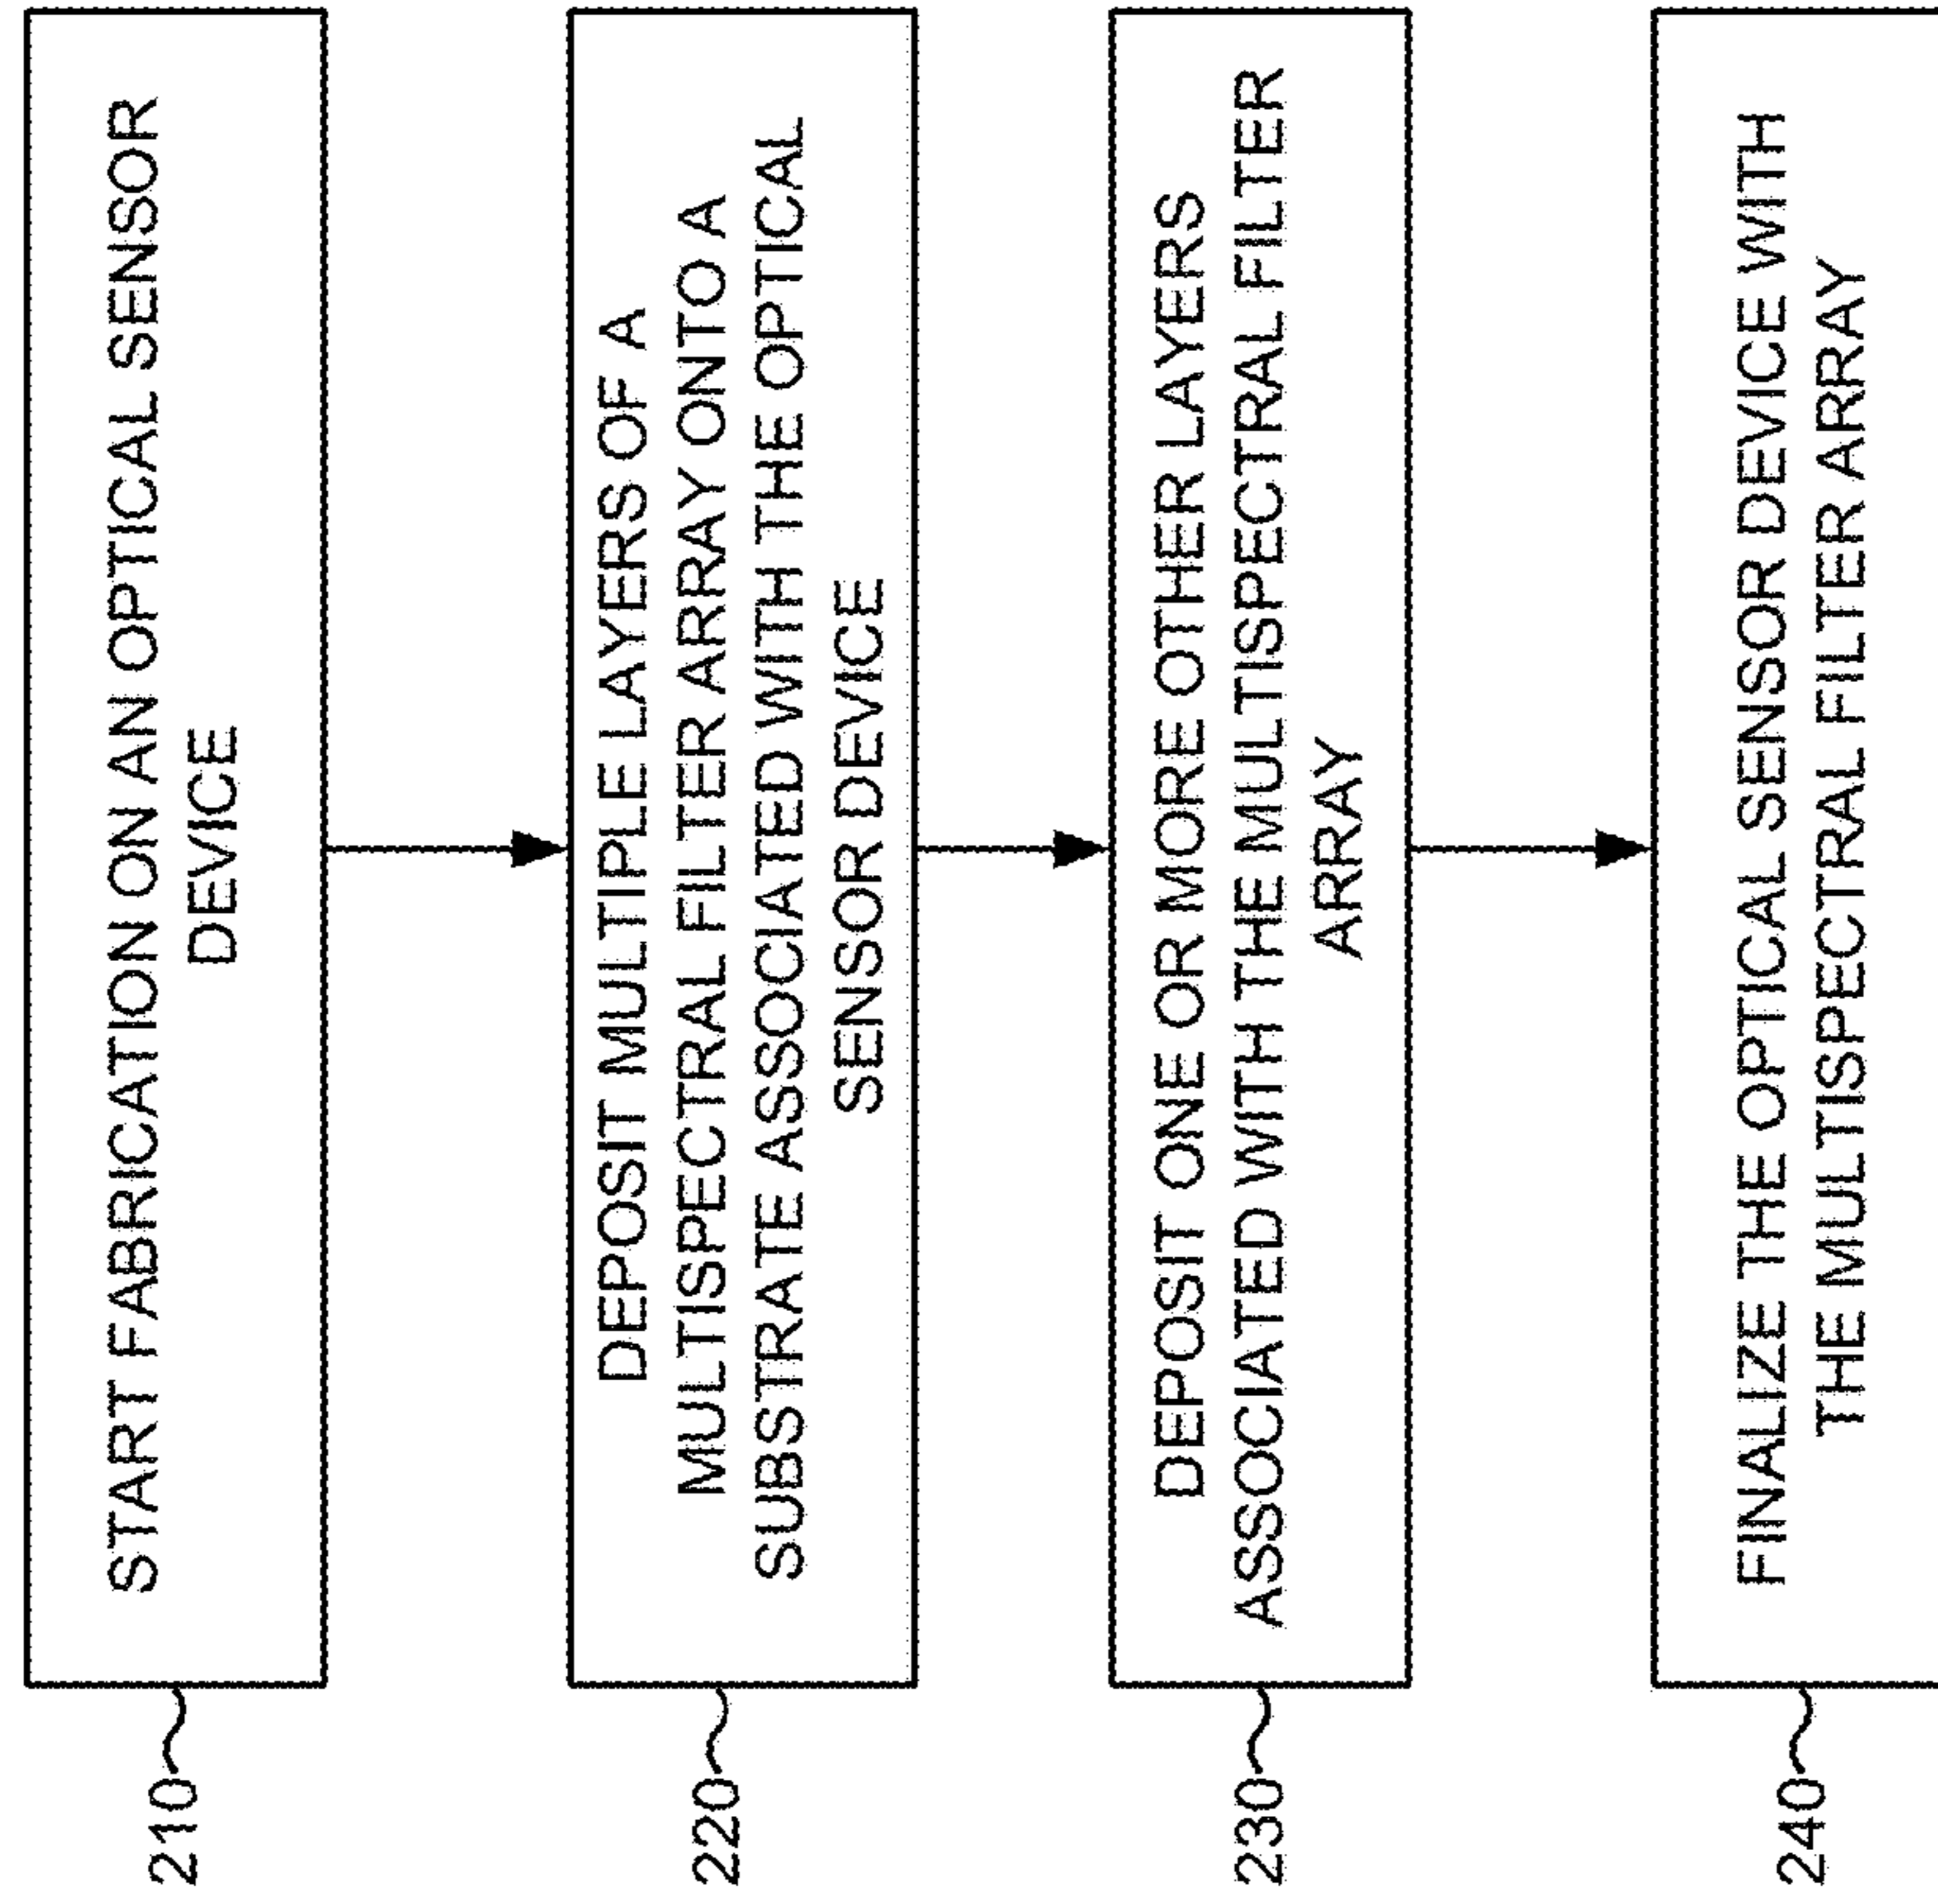 210
START FABRICATION ON AN OPTICAL SENSOR
DEVICE
220
DEPOSIT MULTIPLE LAYERS OF A
MULTISPECTRAL FILTER ARRAY ONTO A
SUBSTRATE ASSOCIATED WITH THE OPTICAL
SENSOR DEVICE
230
DEPOSIT ONE OR MORE OTHER LAYERS
ASSOCIATED WITH THE MULTISPECTRAL FILTER
ARRAY
240
FINALIZE THE OPTICAL SENSOR DEVICE WITH
THE MULTISPECTRAL FILTER ARRAY